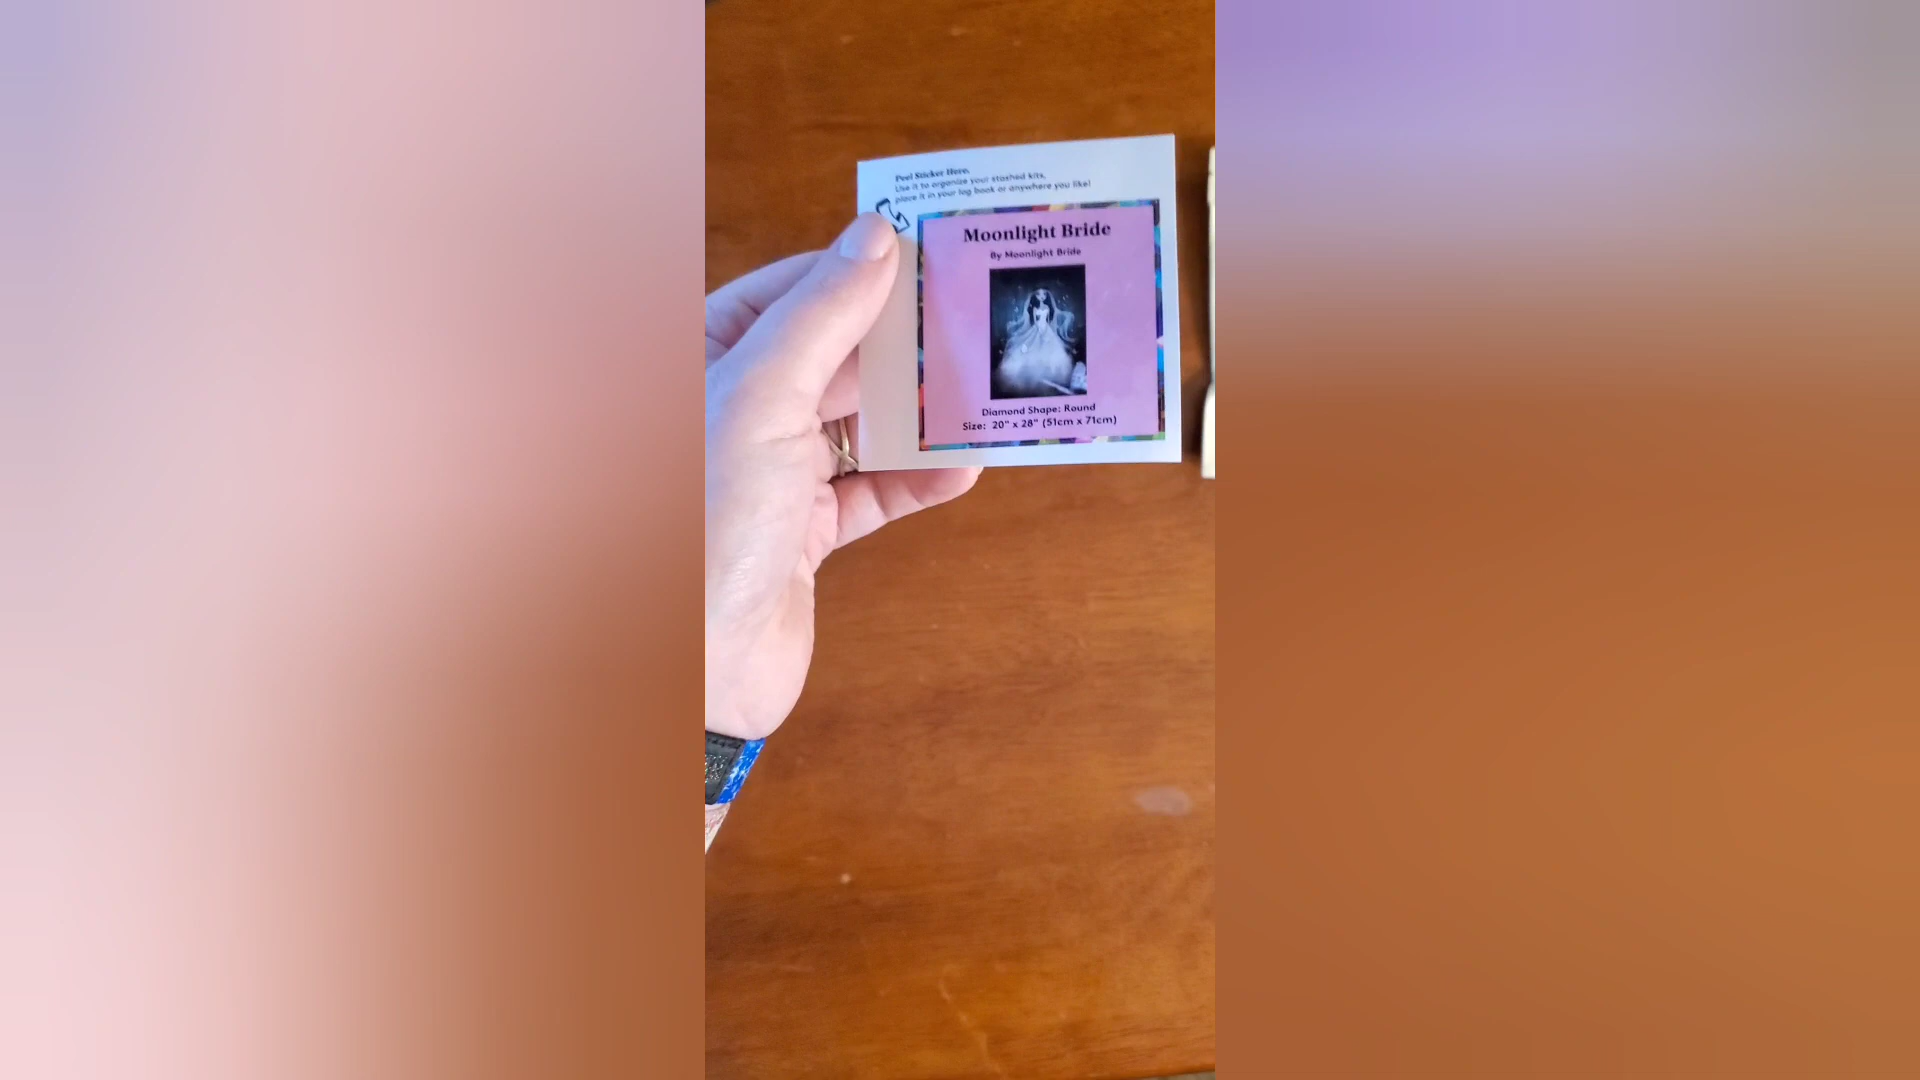 Peel Sticker Here.
Use it to organize your stashed kits,
place it in your log book or anywhere you like!
Moonlight Bride
By Moonlight Bride
Diamond Shape: Round
Size: 20" x 28" (51cm x 71cm)